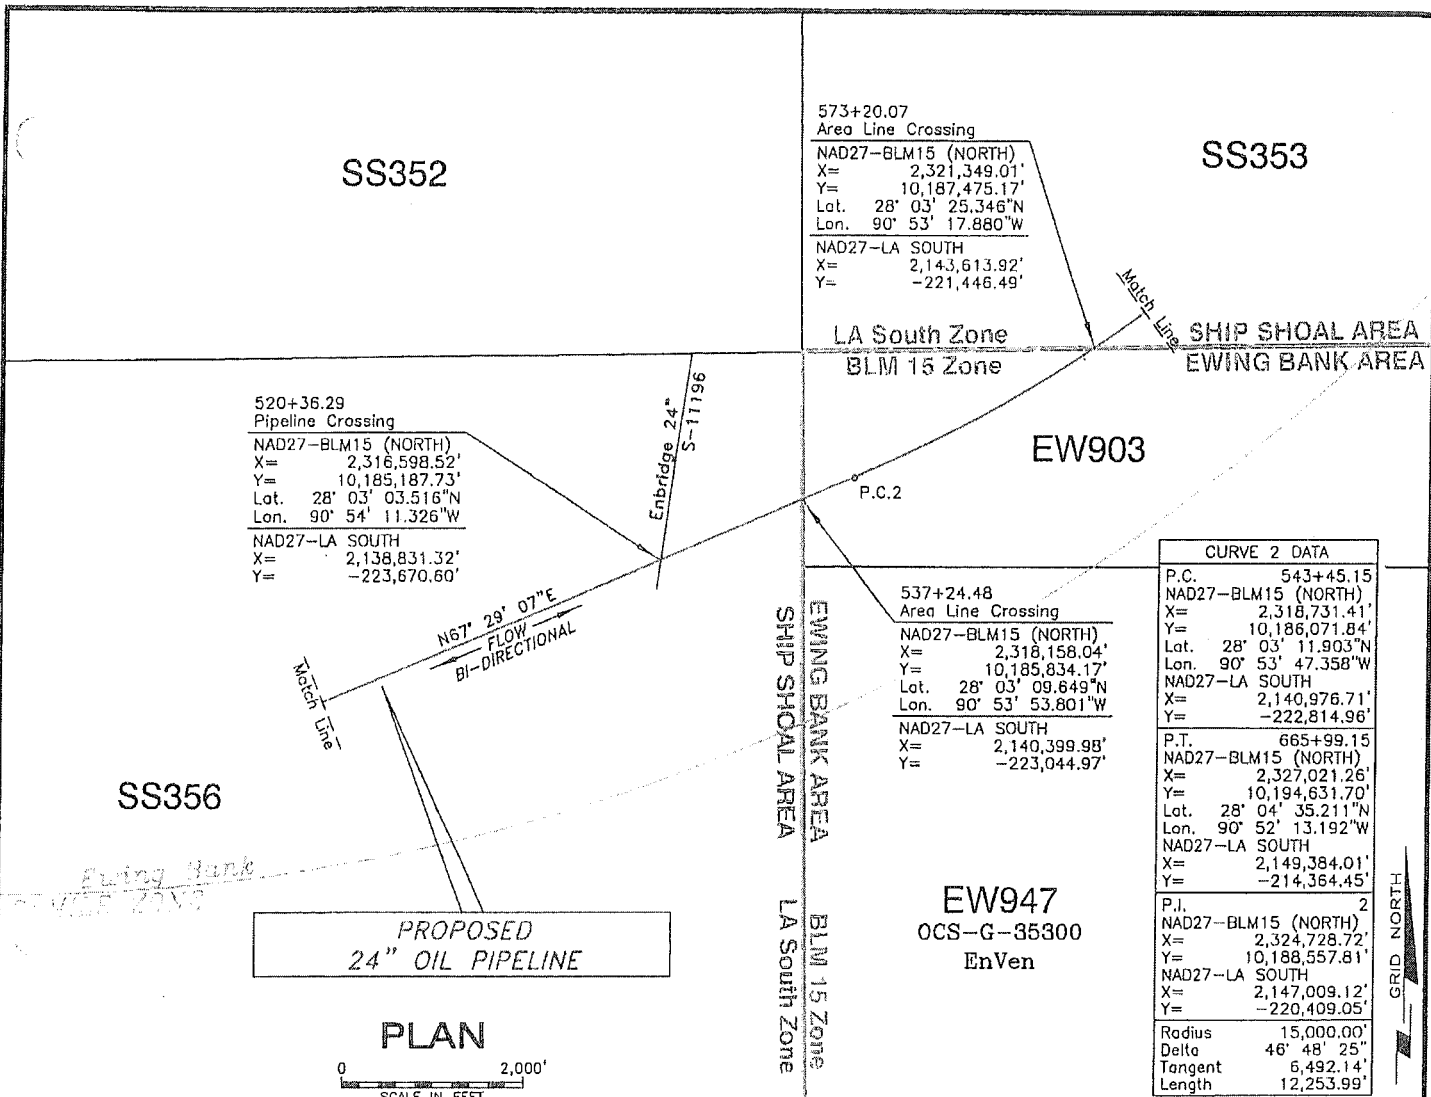 SS352
573+20.07
Area Line Crossing
NAD27-BLM15 (NORTH)
X= 2,321,349.01'
Y= 10,187,475.17'
Lat. 28° 03' 25.346"N
Lon. 90° 53' 17.880"W
NAD27-LA SOUTH
X= 2,143,613.92'
Y= -221,446.49'
SS353
Match Line
LA South Zone
BLM 15 Zone
SHIP SHOAL AREA
EWING BANK AREA
520+36.29
Pipeline Crossing
NAD27-BLM15 (NORTH)
X= 2,316,598.52'
Y= 10,185,187.73'
Lat. 28° 03' 03.516"N
Lon. 90° 54' 11.326"W
NAD27-LA SOUTH
X= 2,138,831.32'
Y= -223,670.60'
Enbridge 24"
S-11196
EW903
P.C.2
N67° 29' 07"E
FLOW
BI-DIRECTIONAL
Match Line
537+24.48
Area Line Crossing
NAD27-BLM15 (NORTH)
X= 2,318,158.04'
Y= 10,185,834.17'
Lat. 28° 03' 09.649"N
Lon. 90° 53' 53.801"W
NAD27-LA SOUTH
X= 2,140,399.98'
Y= -223,044.97'
EWING BANK AREA
SHIP SHOAL AREA
BLM 15 Zone
LA South Zone
CURVE 2 DATA
P.C. 543+45.15
NAD27-BLM15 (NORTH)
X= 2,318,731.41'
Y= 10,186,071.84'
Lat. 28° 03' 11.903"N
Lon. 90° 53' 47.358"W
NAD27-LA SOUTH
X= 2,140,976.71'
Y= -222,814.96'
P.T. 665+99.15
NAD27-BLM15 (NORTH)
X= 2,327,021.26'
Y= 10,194,631.70'
Lat. 28° 04' 35.211"N
Lon. 90° 52' 13.192"W
NAD27-LA SOUTH
X= 2,149,384.01'
Y= -214,364.45'
P.I. 2
NAD27-BLM15 (NORTH)
X= 2,324,728.72'
Y= 10,188,557.81'
NAD27-LA SOUTH
X= 2,147,009.12'
Y= -220,409.05'
Radius 15,000.00'
Delta 46° 48' 25"
Tangent 6,492.14'
Length 12,253.99'
GRID NORTH
SS356
Ewing Bank
ZONE
PROPOSED
24" OIL PIPELINE
EW947
OCS-G-35300
EnVen
PLAN
0 2,000'
SCALE IN FEET